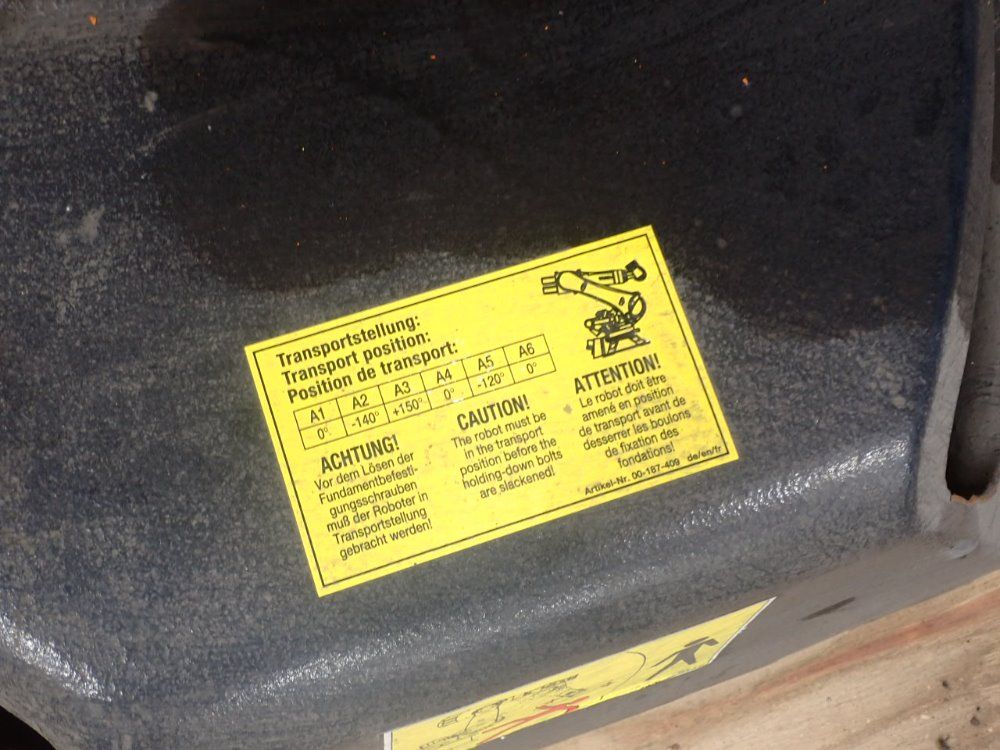 Transportstellung:
Transport position:
Position de transport:
A1 A2 A3 A4 A5 A6
0° -140° +150° 0° -120° 0°
ACHTUNG!
Vor dem Lösen der
Fundamentbefesti-
gungsschrauben
muß der Roboter in
Transportstellung
gebracht werden!
CAUTION!
The robot must be
in the transport
position before the
holding-down bolts
are slackened!
ATTENTION!
Le robot doit être
amené en position
de transport avant de
desserrer les boulons
de fixation des
fondations!
Artikel-Nr. 00-187-409 de/en/fr